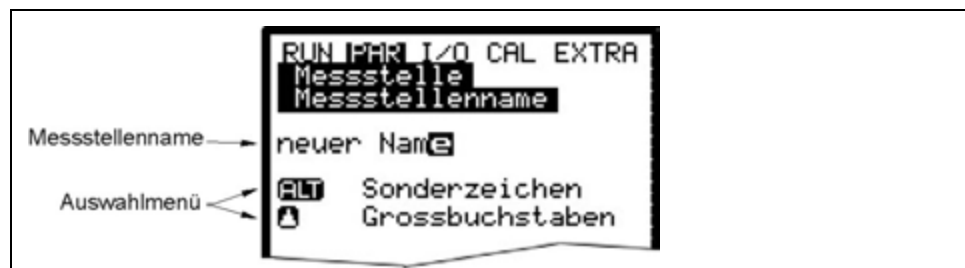 RUN PAR I/O CAL EXTRA
Messstelle
Messstellenname
Messstellenname
neuer Name
ALT Sonderzeichen
Auswahlmenü
Grossbuchstaben